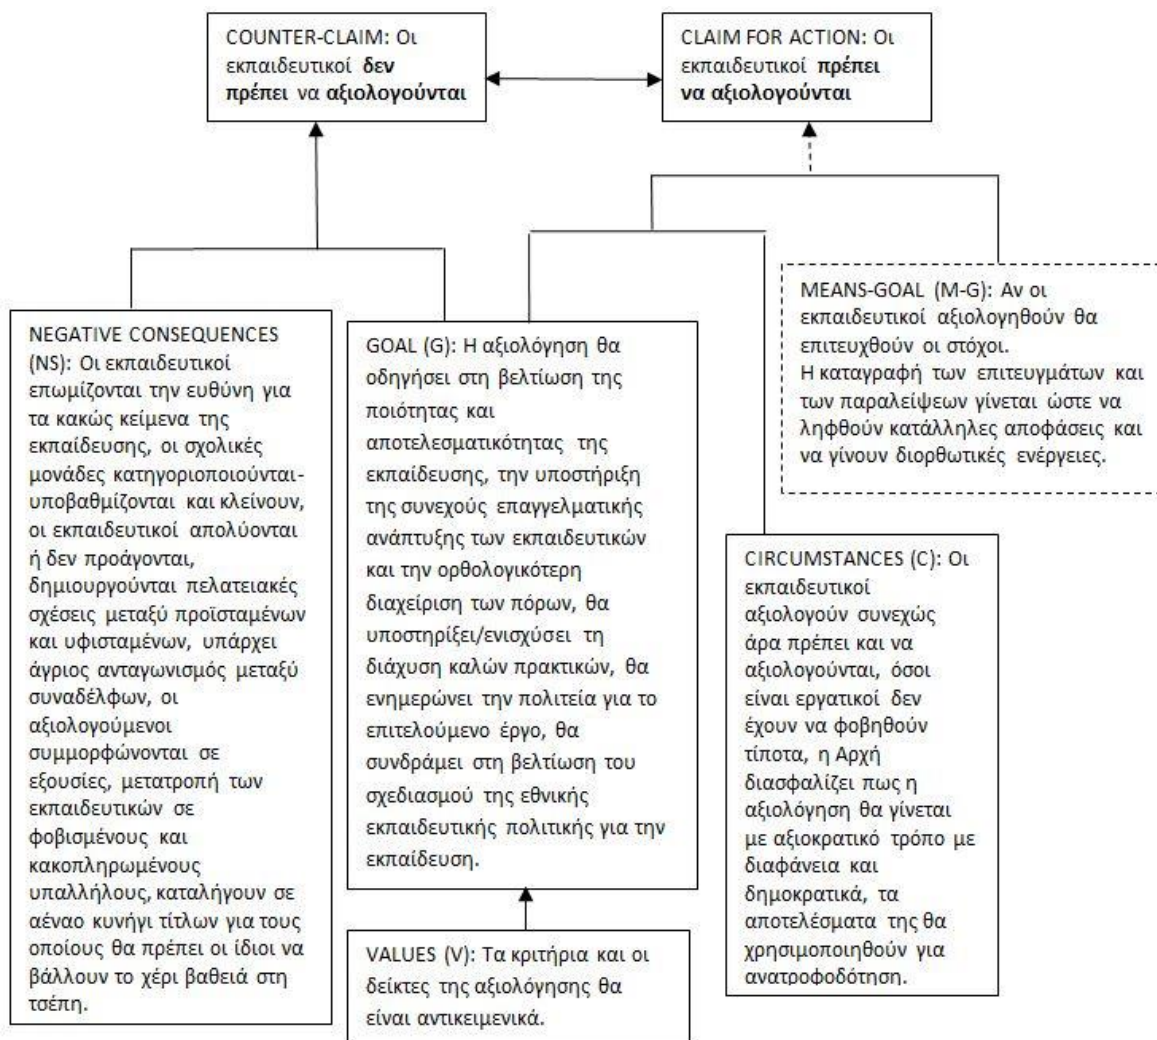 COUNTER-CLAIM: Οι
εκπαιδευτικοί δεν
πρέπει να αξιολογούνται
CLAIM FOR ACTION: Οι
εκπαιδευτικοί πρέπει
να αξιολογούνται
NEGATIVE CONSEQUENCES
(NS): Οι εκπαιδευτικοί
επωμίζονται την ευθύνη για
τα κακώς κείμενα της
εκπαίδευσης, οι σχολικές
μονάδες κατηγοριοποιούνται-
υποβαθμίζονται και κλείνουν,
οι εκπαιδευτικοί απολύονται
ή δεν προάγονται,
δημιουργούνται πελατειακές
σχέσεις μεταξύ προϊσταμένων
και υφισταμένων, υπάρχει
άγριος ανταγωνισμός μεταξύ
συναδέλφων, οι
αξιολογούμενοι
συμμορφώνονται σε
εξουσίες, μετατροπή των
εκπαιδευτικών σε
φοβισμένους και
κακοπληρωμένους
υπαλλήλους, καταλήγουν σε
αέναο κυνήγι τίτλων για τους
οποίους θα πρέπει οι ίδιοι να
βάλλουν το χέρι βαθειά στη
τσέπη.
GOAL (G): Η αξιολόγηση θα
οδηγήσει στη βελτίωση της
ποιότητας και
αποτελεσματικότητας της
εκπαίδευσης, την υποστήριξη
της συνεχούς επαγγελματικής
ανάπτυξης των εκπαιδευτικών
και την ορθολογικότερη
διαχείριση των πόρων, θα
υποστηρίξει/ενισχύσει τη
διάχυση καλών πρακτικών, θα
ενημερώνει την πολιτεία για το
επιτελούμενο έργο, θα
συνδράμει στη βελτίωση του
σχεδιασμού της εθνικής
εκπαιδευτικής πολιτικής για την
εκπαίδευση.
VALUES (V): Τα κριτήρια και οι
δείκτες της αξιολόγησης θα
είναι αντικειμενικά.
MEANS-GOAL (M-G): Αν οι
εκπαιδευτικοί αξιολογηθούν θα
επιτευχθούν οι στόχοι.
Η καταγραφή των επιτευγμάτων και
των παραλείψεων γίνεται ώστε να
ληφθούν κατάλληλες αποφάσεις και
να γίνουν διορθωτικές ενέργειες.
CIRCUMSTANCES (C): Οι
εκπαιδευτικοί
αξιολογούν συνεχώς
άρα πρέπει και να
αξιολογούνται, όσοι
είναι εργατικοί δεν
έχουν να φοβηθούν
τίποτα, η Αρχή
διασφαλίζει πως η
αξιολόγηση θα γίνεται
με αξιοκρατικό τρόπο με
διαφάνεια και
δημοκρατικά, τα
αποτελέσματα της θα
χρησιμοποιηθούν για
ανατροφοδότηση.